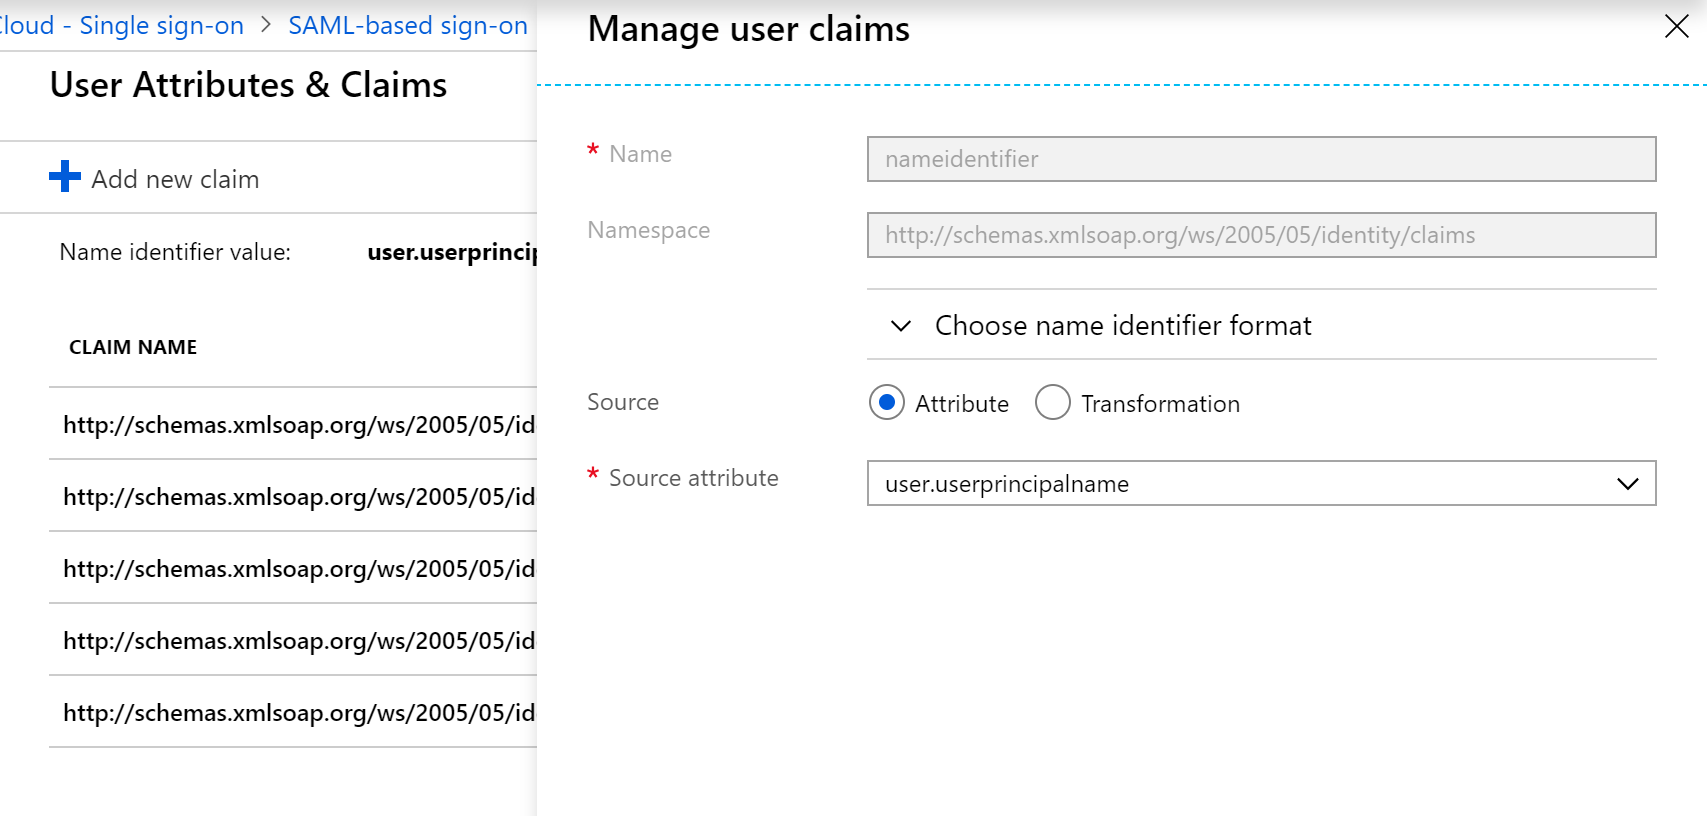 loud - Single sign-on > SAML-based sign-on
User Attributes & Claims
Add new claim
Name identifier value: user.userprincip
CLAIM NAME
http://schemas.xmlsoap.org/ws/2005/05/id
http://schemas.xmlsoap.org/ws/2005/05/id
http://schemas.xmlsoap.org/ws/2005/05/id
http://schemas.xmlsoap.org/ws/2005/05/id
http://schemas.xmlsoap.org/ws/2005/05/id
Manage user claims
* Name nameidentifier
Namespace http://schemas.xmlsoap.org/ws/2005/05/identity/claims
Choose name identifier format
Source Attribute Transformation
* Source attribute user.userprincipalname